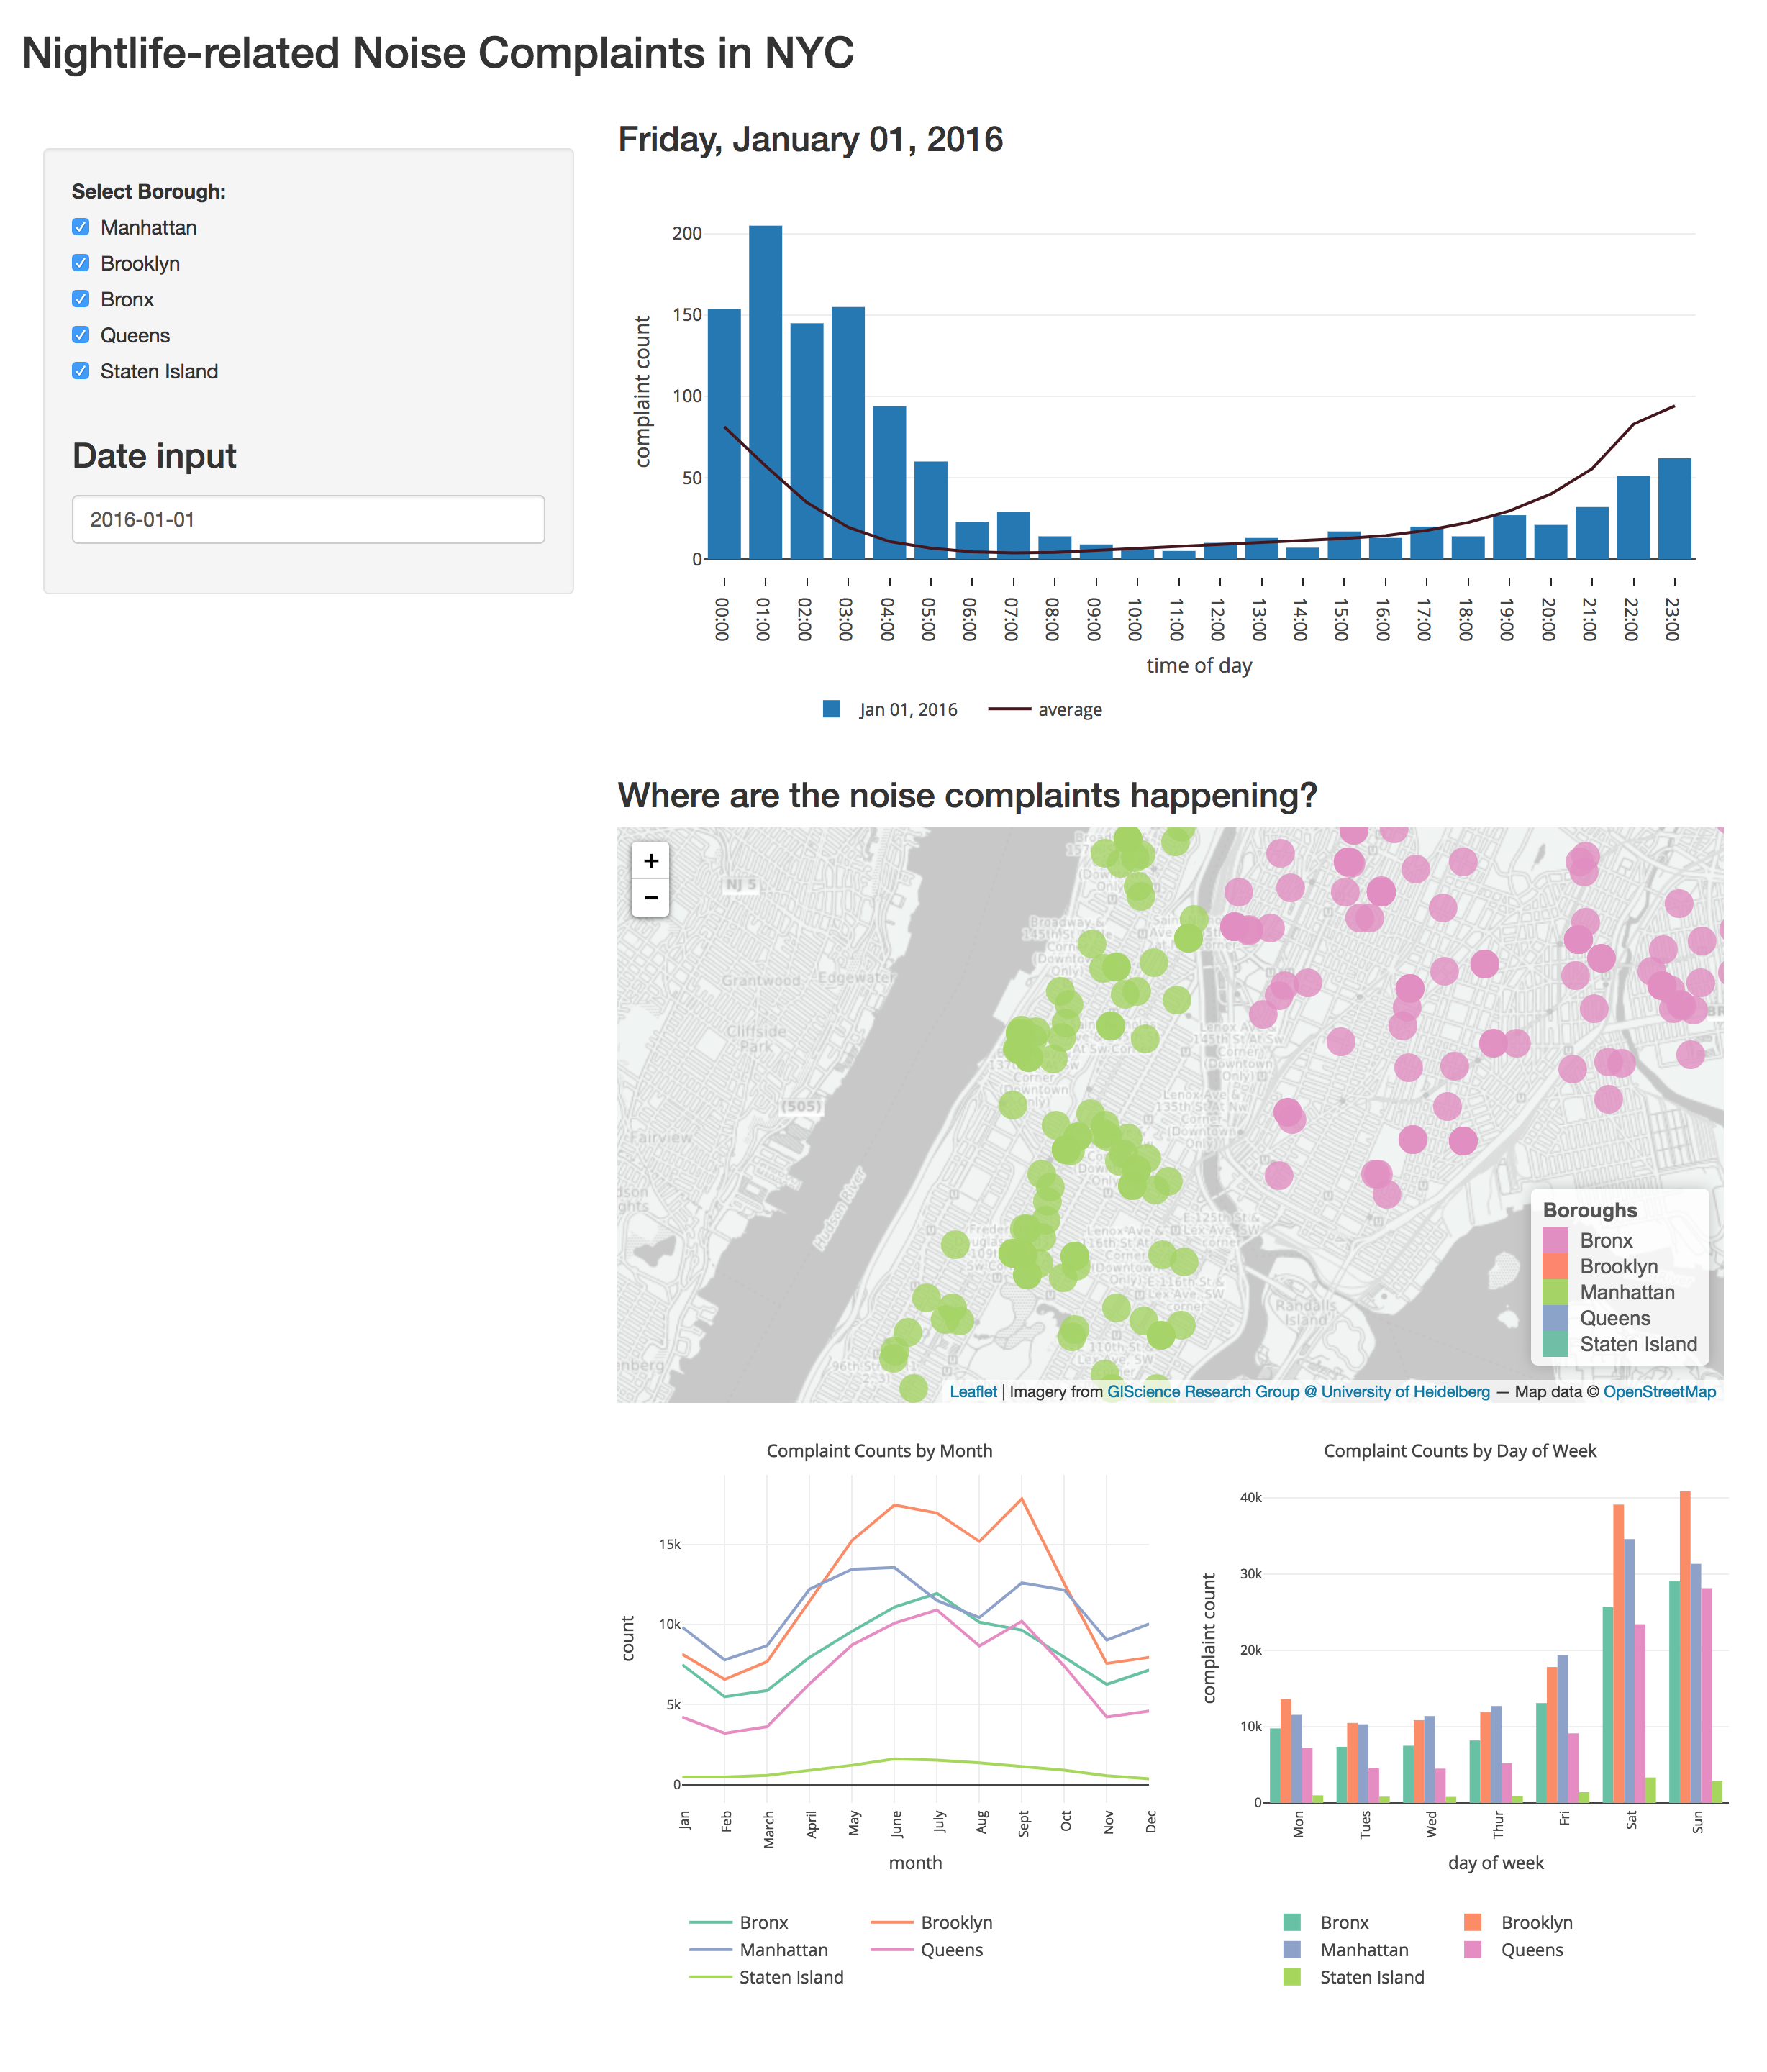 Nightlife-related Noise Complaints in NYC
Select Borough:
Manhattan
Brooklyn
Bronx
Queens
Staten Island
Date input
2016-01-01
Friday, January 01, 2016
complaint count
200
150
100
50
0
00:00 01:00 02:00 03:00 04:00 05:00 06:00 07:00 08:00 09:00 10:00 11:00 12:00 13:00 14:00 15:00 16:00 17:00 18:00 19:00 20:00 21:00 22:00 23:00
time of day
Jan 01, 2016 average
Where are the noise complaints happening?
+
−
NJ 5
Grantwood
Edgewater
Cliffside
Park
(505)
Fairview
Hudson River
Randalls
Island
Boroughs
Bronx
Brooklyn
Manhattan
Queens
Staten Island
Leaflet | Imagery from GIScience Research Group @ University of Heidelberg — Map data © OpenStreetMap
Complaint Counts by Month
count
15k
10k
5k
0
Jan Feb March April May June July Aug Sept Oct Nov Dec
month
Bronx Brooklyn
Manhattan Queens
Staten Island
Complaint Counts by Day of Week
complaint count
40k
30k
20k
10k
0
Mon Tues Wed Thur Fri Sat Sun
day of week
Bronx Brooklyn
Manhattan Queens
Staten Island